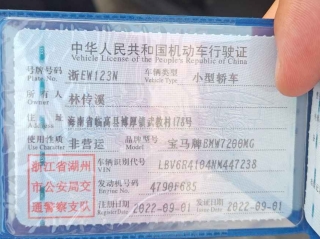 中华人民共和国机动车行驶证
Vehicle License of the People's Republic of China
号牌号码 浙EW123N 车辆类型 小型轿车
Plate No. Vehicle Type
所有人 林传溪
Owner
住址 海南省临高县博厚镇武教村178号
Address
使用性质 非营运 品牌型号 宝马牌BMW7200MG
Use Character Model
浙江省湖州 车辆识别代号 LBV6R4104NM447238
VIN
市公安局交 发动机号码 4790F685
Engine No.
通警察支队 注册日期 2022-09-01 发证日期 2022-09-01
Register Date Issue Date